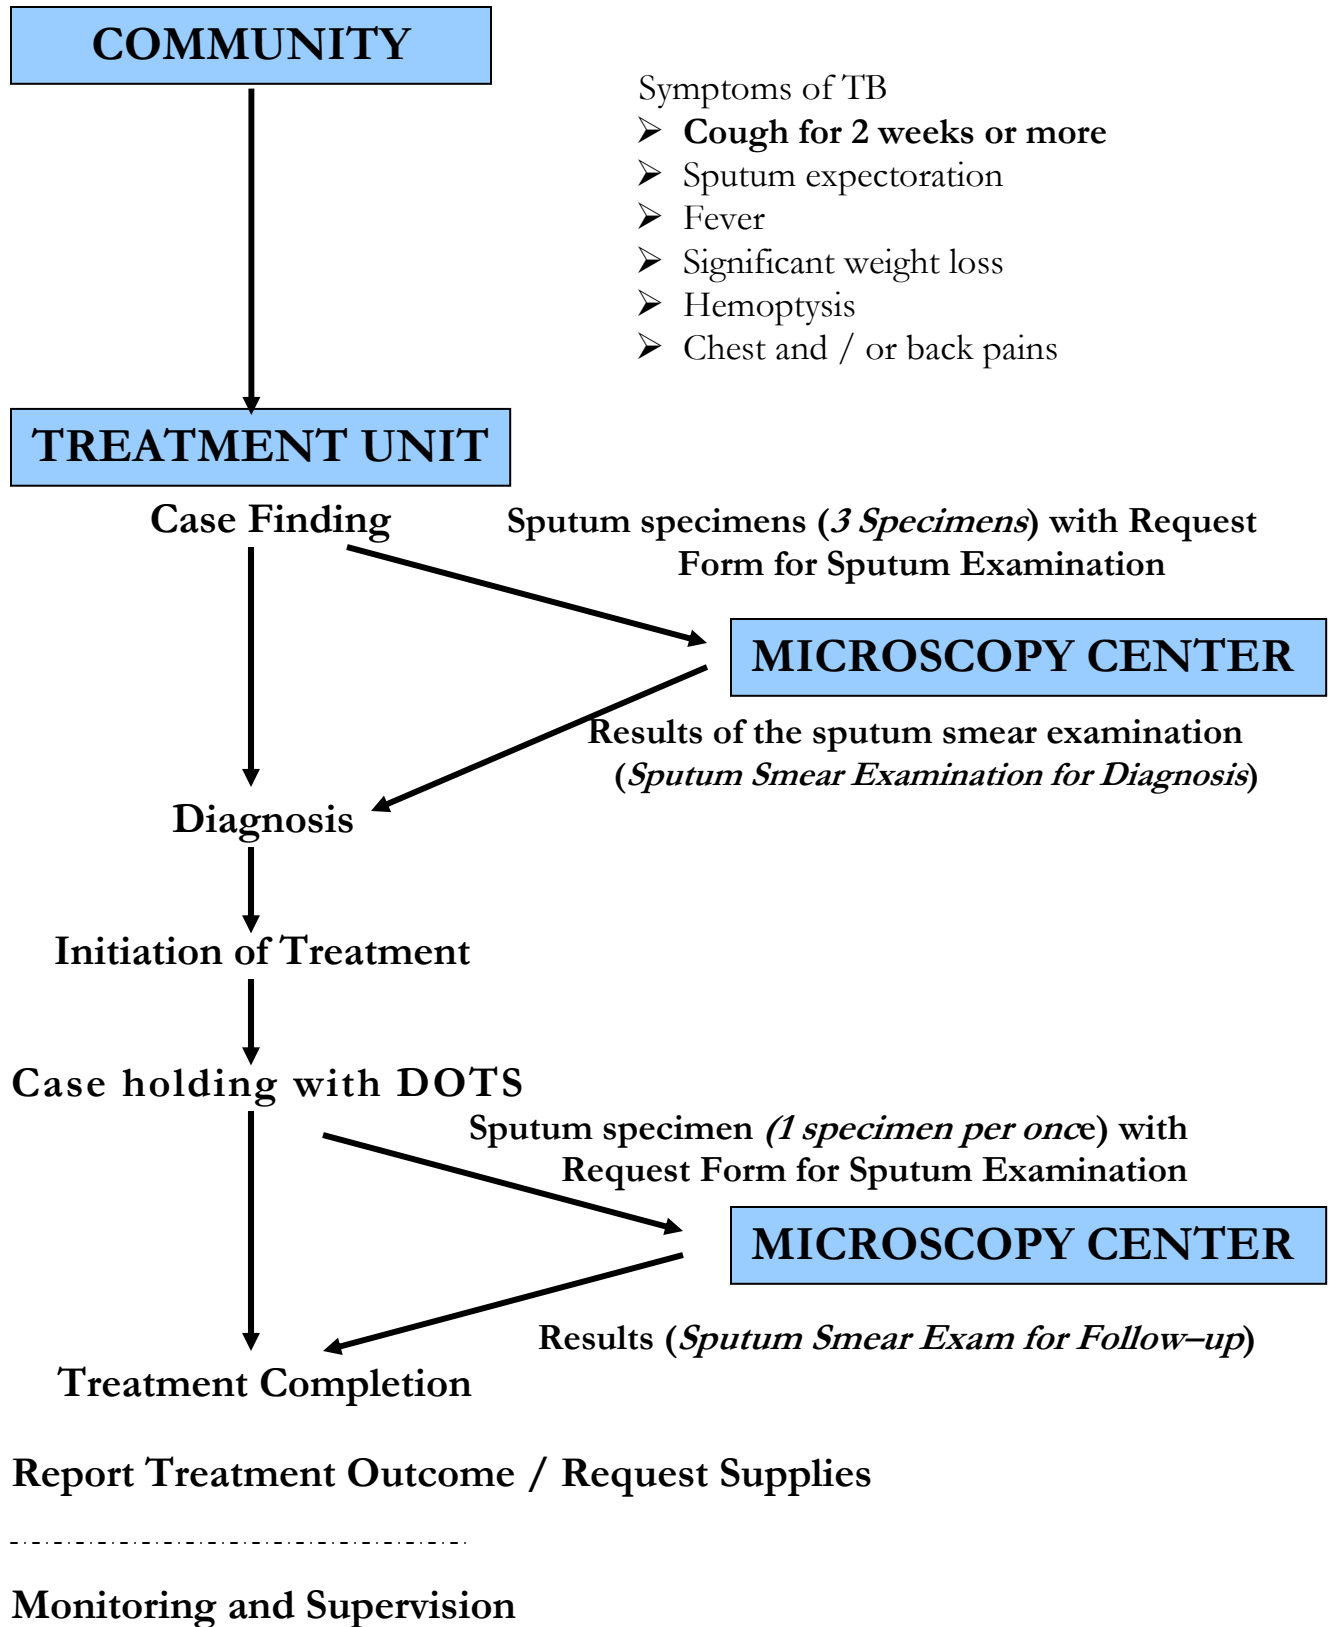 COMMUNITY
Symptoms of TB
➢ Cough for 2 weeks or more
➢ Sputum expectoration
➢ Fever
➢ Significant weight loss
➢ Hemoptysis
➢ Chest and / or back pains
TREATMENT UNIT
Case Finding
Sputum specimens (3 Specimens) with Request
Form for Sputum Examination
MICROSCOPY CENTER
Results of the sputum smear examination
(Sputum Smear Examination for Diagnosis)
Diagnosis
Initiation of Treatment
Case holding with DOTS
Sputum specimen (1 specimen per once) with
Request Form for Sputum Examination
MICROSCOPY CENTER
Results (Sputum Smear Exam for Follow–up)
Treatment Completion
Report Treatment Outcome / Request Supplies
Monitoring and Supervision